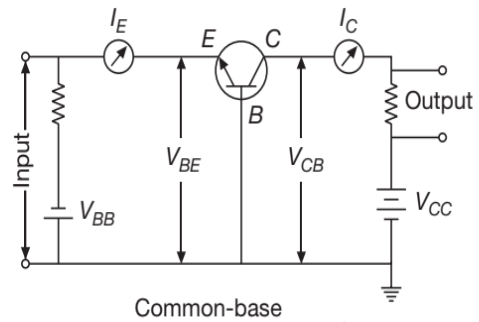 I_E
I_C
E
C
B
Output
Input
V_BE
V_CB
V_BB
V_CC
Common-base